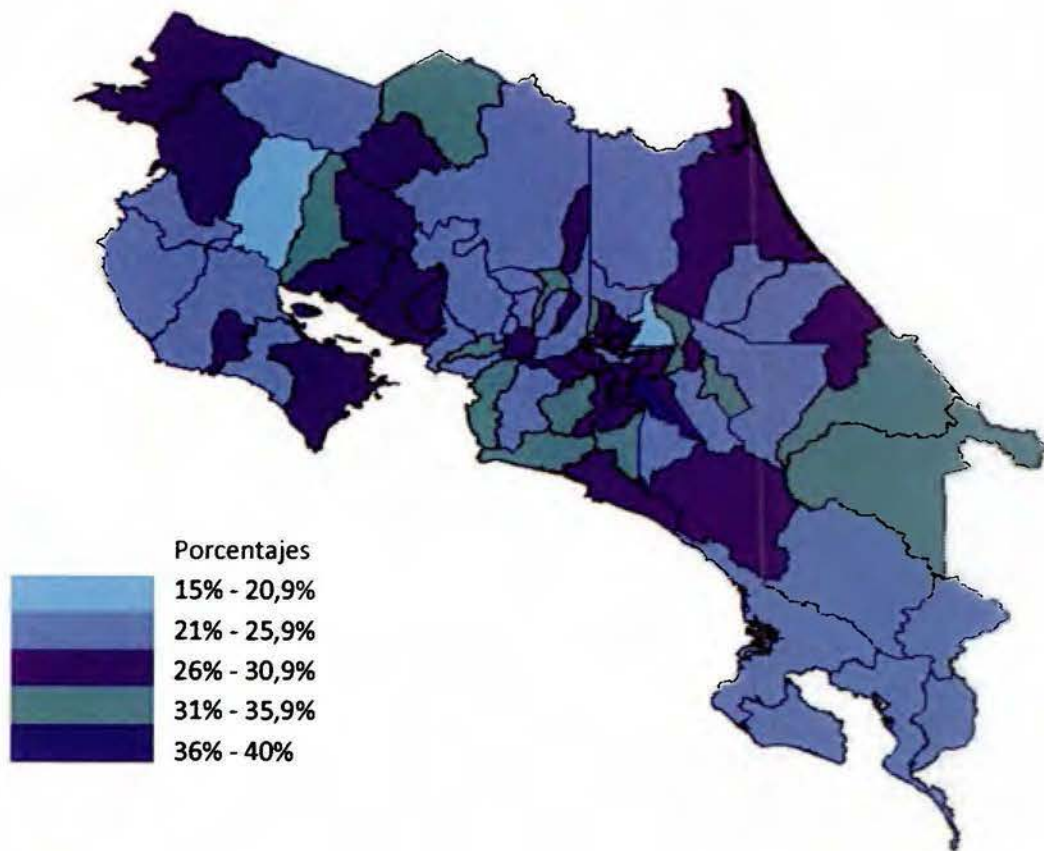 Porcentajes
15% - 20,9%
21% - 25,9%
26% - 30,9%
31% - 35,9%
36% - 40%